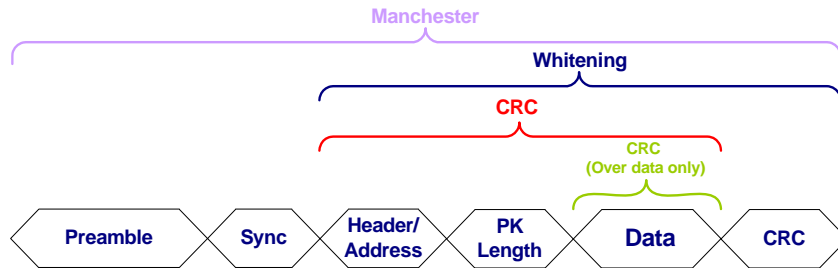 Manchester
Whitening
CRC
CRC
(Over data only)
Preamble
Sync
Header/
Address
PK
Length
Data
CRC